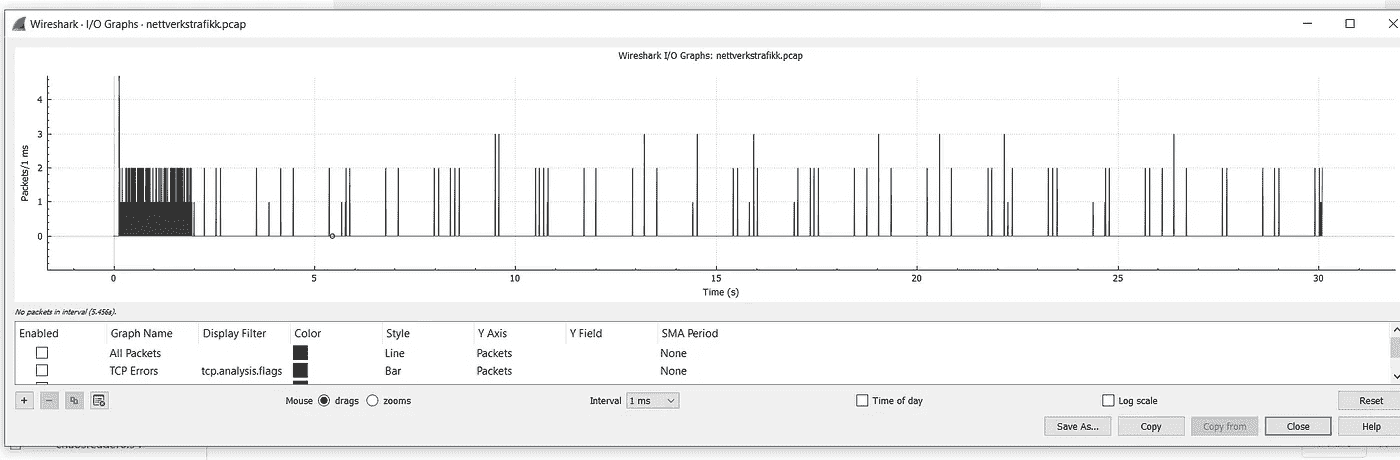 Wireshark · I/O Graphs · nettverkstrafikk.pcap
Wireshark I/O Graphs: nettverkstrafikk.pcap
Packets/1 ms
4
3
2
1
0
0 5 10 15 20 25 30
Time (s)
No packets in interval (5.456s).
Enabled Graph Name Display Filter Color Style Y Axis Y Field SMA Period
All Packets Line Packets None
TCP Errors tcp.analysis.flags Bar Packets None
+ − Mouse drags zooms Interval 1 ms Time of day Log scale Reset
Save As... Copy Copy from Close Help